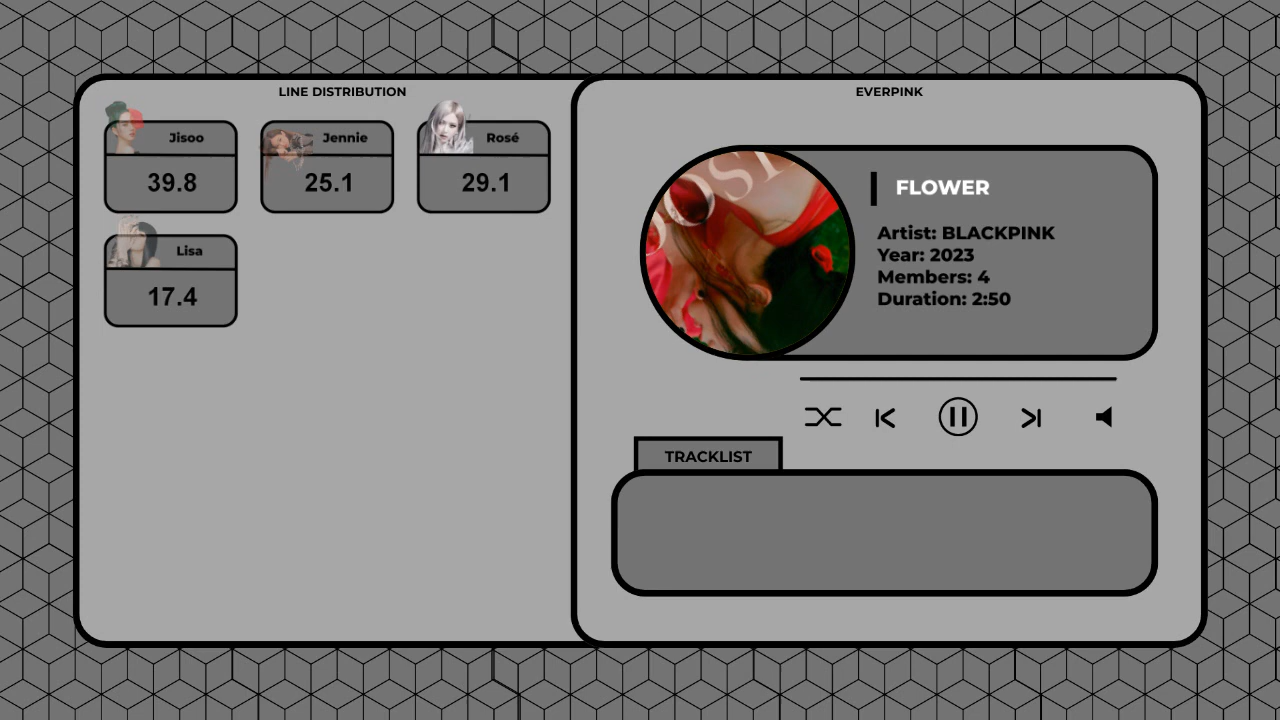 LINE DISTRIBUTION
Jisoo
39.8
Jennie
25.1
Rosé
29.1
Lisa
17.4
EVERPINK
FLOWER
Artist: BLACKPINK
Year: 2023
Members: 4
Duration: 2:50
TRACKLIST